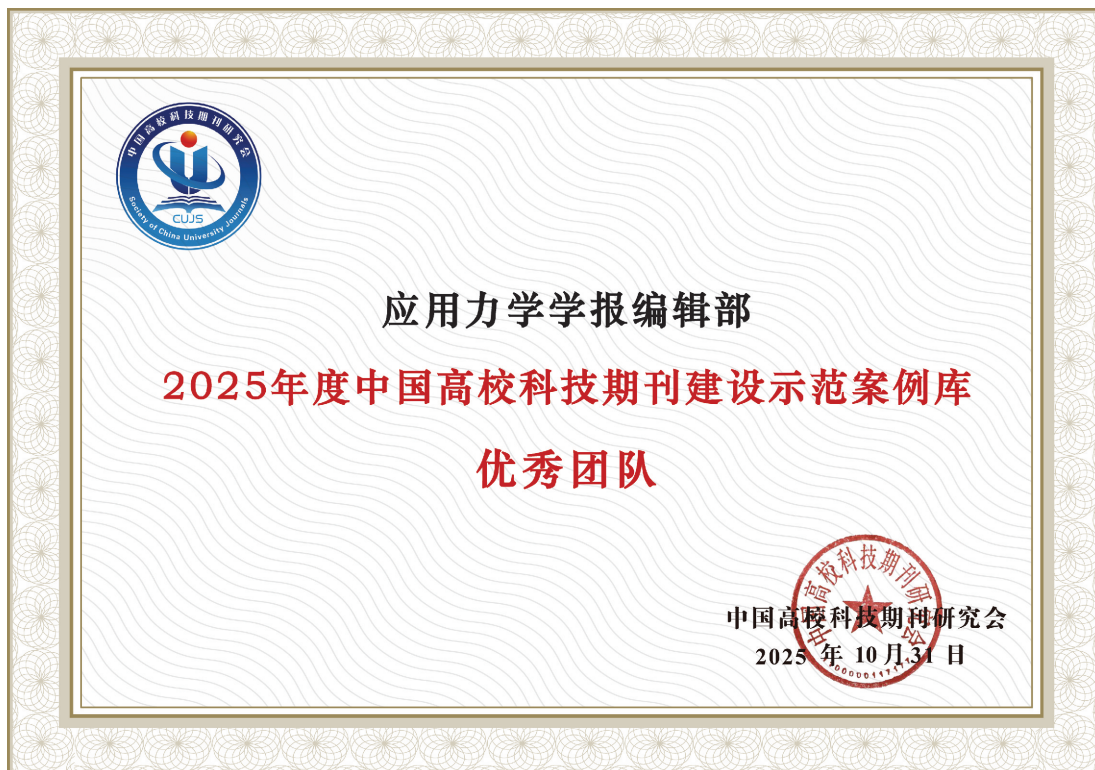 中国高校科技期刊研究会
CUJS
Society of China University Journals
应用力学学报编辑部
2025年度中国高校科技期刊建设示范案例库
优秀团队
中国高校科技期刊研究会
中国高校科技期刊研究会
2025 年 10月31 日